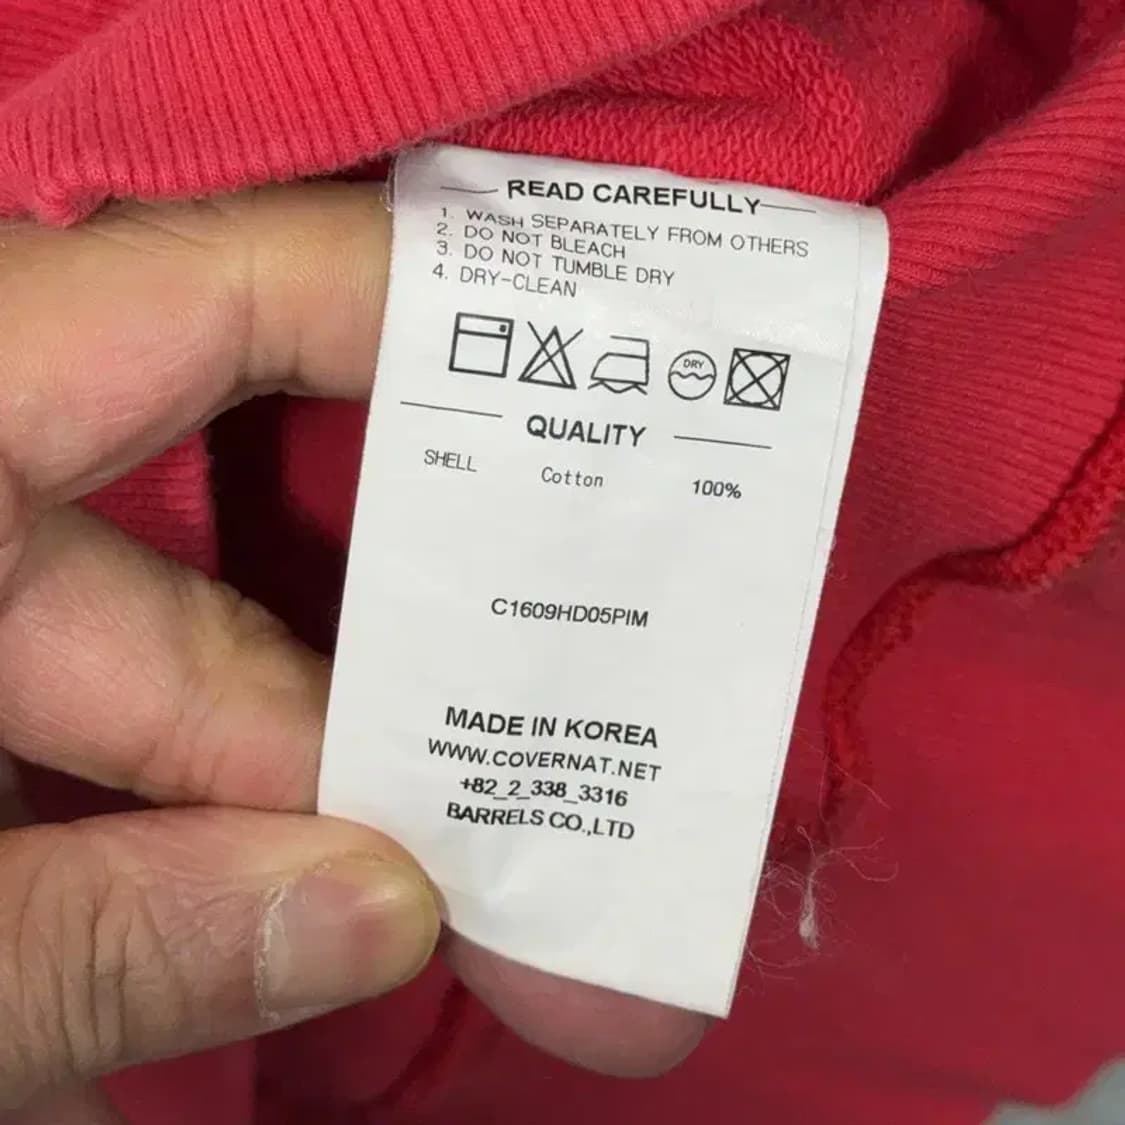 READ CAREFULLY
1. WASH SEPARATELY FROM OTHERS
2. DO NOT BLEACH
3. DO NOT TUMBLE DRY
4. DRY-CLEAN
DRY
QUALITY
SHELL Cotton 100%
C1609HD05PIM
MADE IN KOREA
WWW.COVERNAT.NET
+82_2_338_3316
BARRELS CO.,LTD